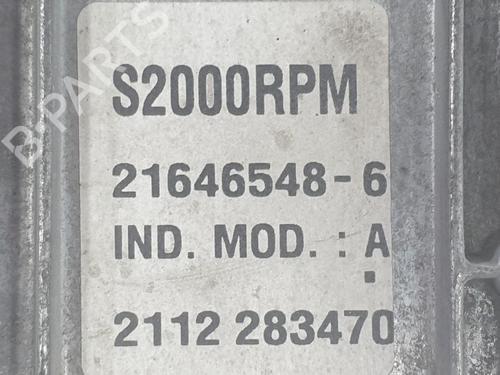 S2000RPM
21646548-6
IND. MOD. : A
2112 283470
B-PARTS